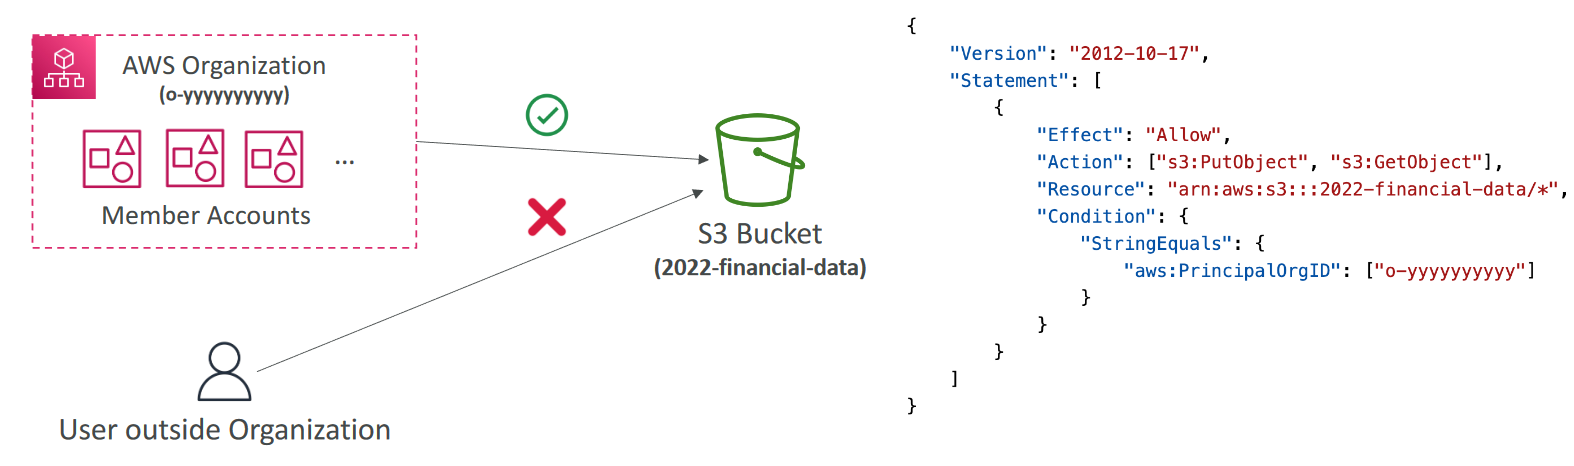 AWS Organization
(o-yyyyyyyyyy)
...
Member Accounts
S3 Bucket
(2022-financial-data)
User outside Organization
{
"Version": "2012-10-17",
"Statement": [
{
"Effect": "Allow",
"Action": ["s3:PutObject", "s3:GetObject"],
"Resource": "arn:aws:s3:::2022-financial-data/*",
"Condition": {
"StringEquals": {
"aws:PrincipalOrgID": ["o-yyyyyyyyyy"]
}
}
}
]
}